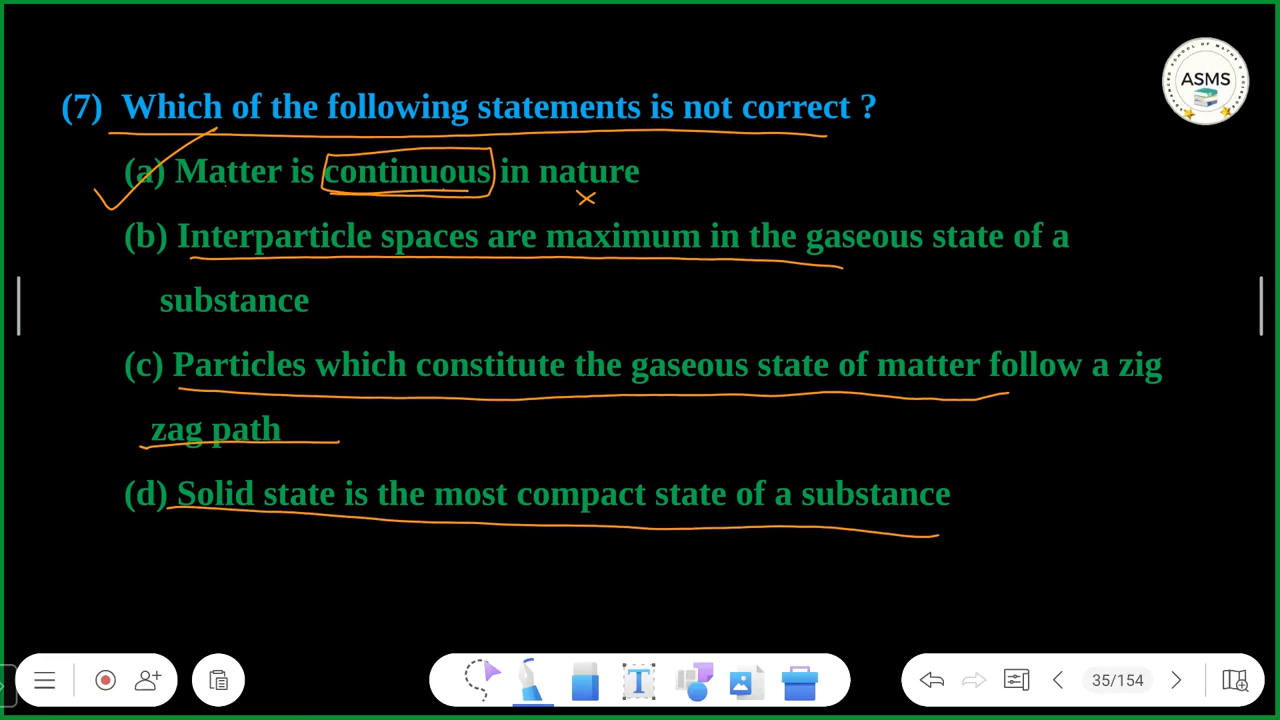 ASMS
(7) Which of the following statements is not correct ?
(a) Matter is continuous in nature
(b) Interparticle spaces are maximum in the gaseous state of a
substance
(c) Particles which constitute the gaseous state of matter follow a zig
zag path
(d) Solid state is the most compact state of a substance
T
35/154